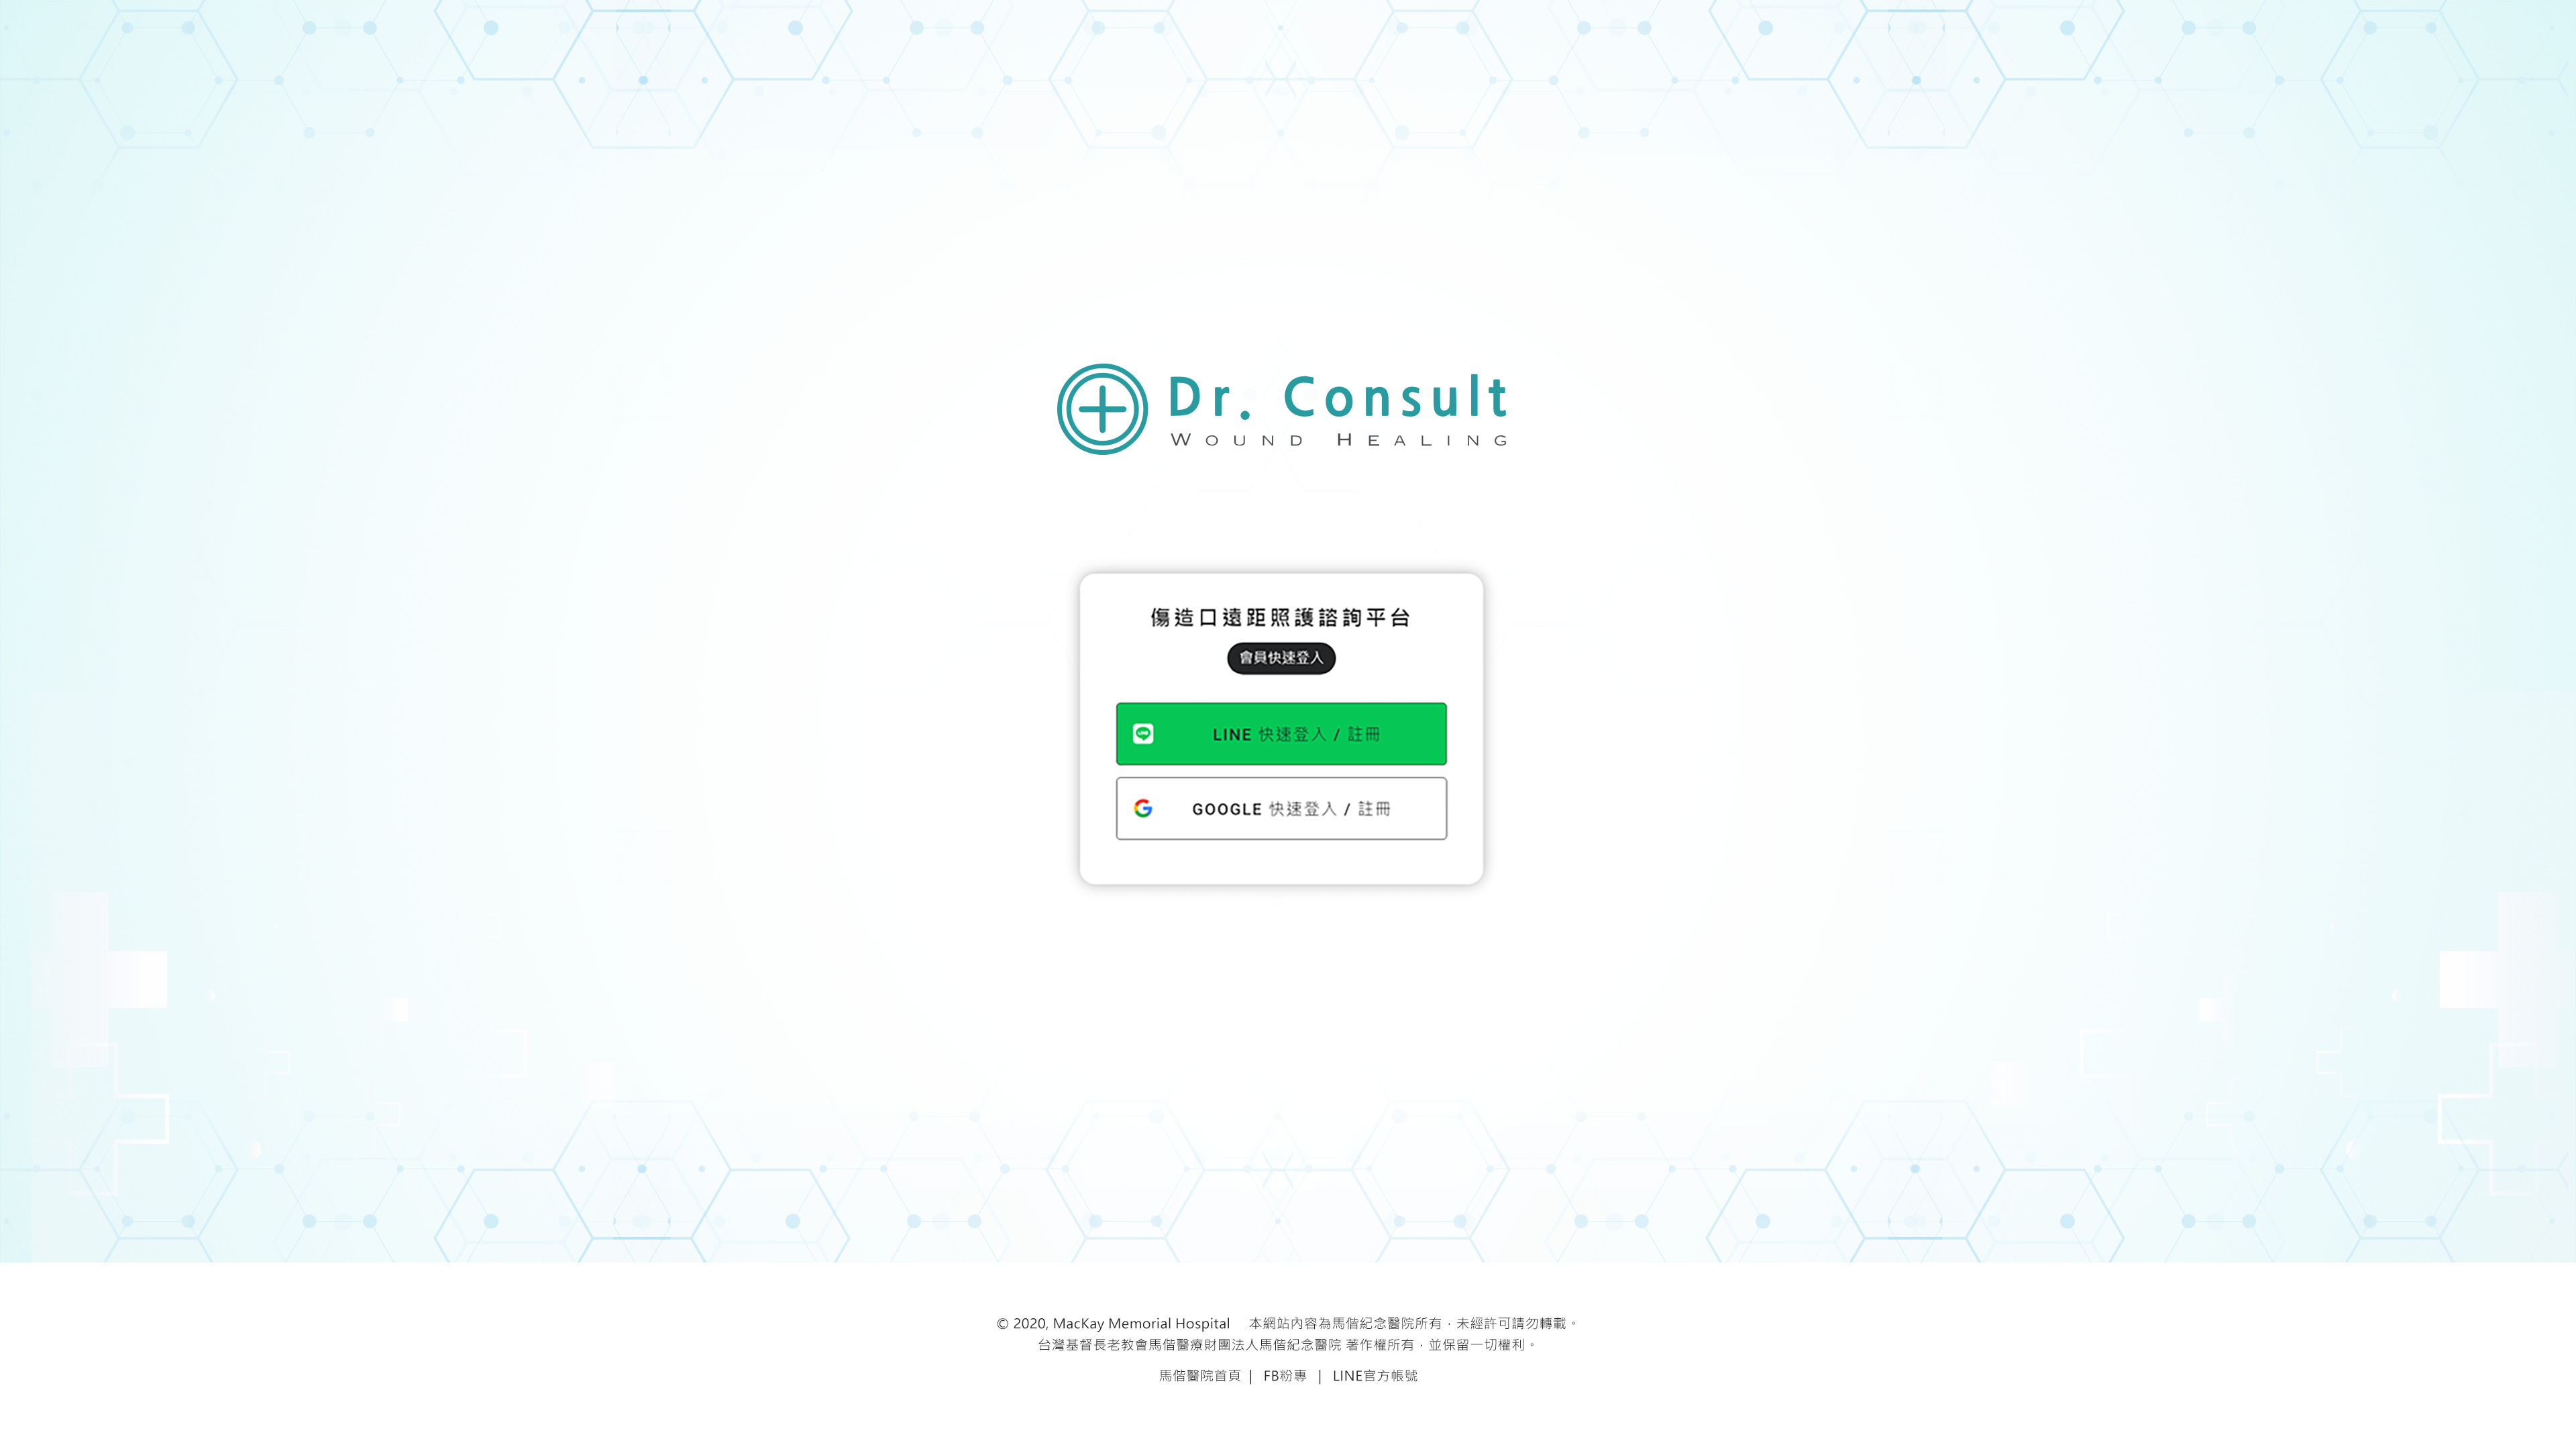 Dr. Consult
WOUND HEALING
傷造口遠距照護諮詢平台
會員快速登入
LINE 快速登入 / 註冊
GOOGLE 快速登入 / 註冊
© 2020, MacKay Memorial Hospital 本網站內容為馬偕紀念醫院所有，未經許可請勿轉載。
台灣基督長老教會馬偕醫療財團法人馬偕紀念醫院 著作權所有，並保留一切權利。
馬偕醫院首頁 | FB粉專 | LINE官方帳號